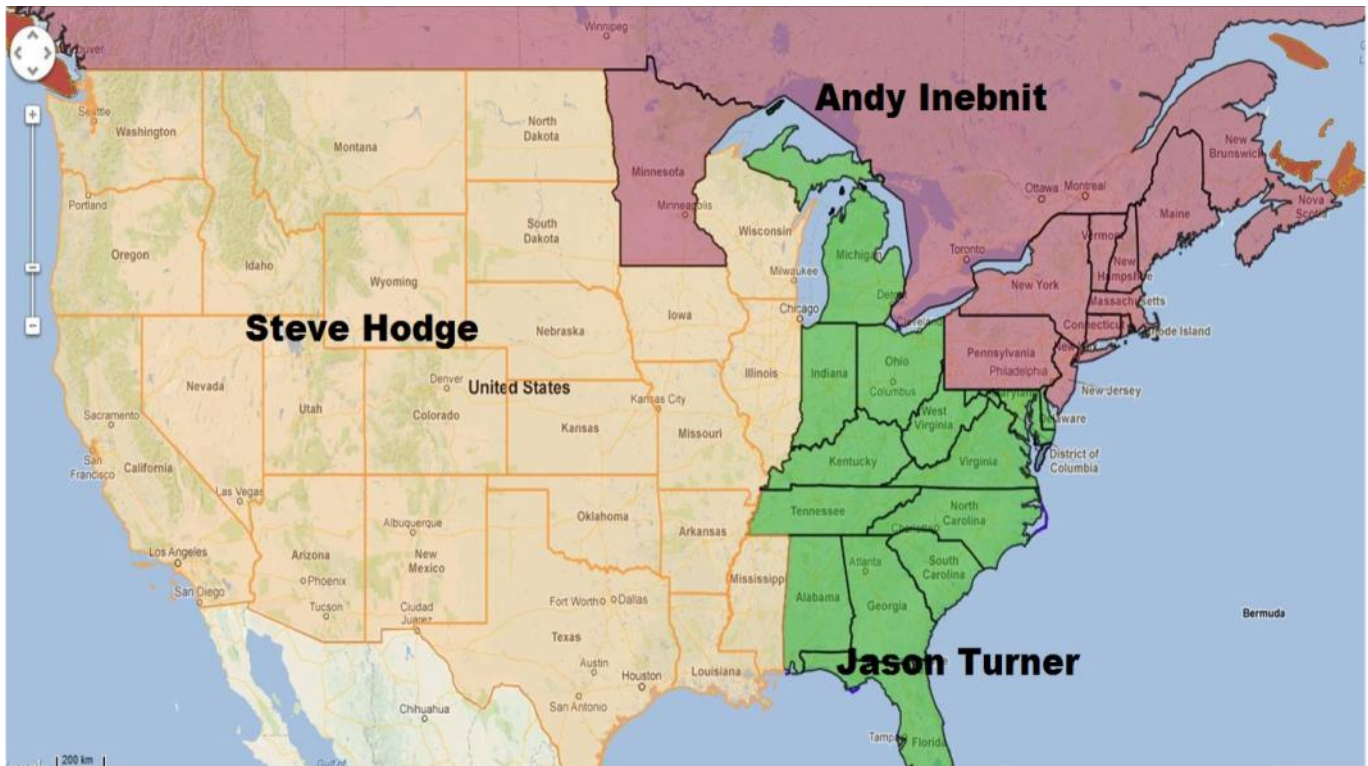 Winnipeg
Andy Inebnit
Seattle
Washington
Montana
North
Dakota
Minnesota
Minneapolis
Ottawa
Montreal
New
Brunswick
Nova
Maine
Portland
Oregon
Idaho
Wyoming
South
Dakota
Wisconsin
Milwaukee
Michigan
Toronto
Vermont
New
Hampshire
New York
Massachusetts
Connecticut
Rhode Island
Steve Hodge
Nebraska
Iowa
Chicago
Cleveland
Nevada
Utah
Denver
Colorado
United States
Kansas City
Illinois
Indiana
Ohio
Columbus
Pennsylvania
Philadelphia
New Jersey
Sacramento
San
Francisco
California
Kansas
Missouri
West
Virginia
Kentucky
Virginia
Delaware
District of
Columbia
Las Vegas
Los Angeles
San Diego
Arizona
Phoenix
Tucson
Albuquerque
New
Mexico
Ciudad
Juarez
Oklahoma
Arkansas
Tennessee
North
Carolina
South
Carolina
Mississipp
Alabama
Atlanta
Georgia
Fort Worth
Dallas
Texas
Austin
Houston
San Antonio
Louisiana
Jason Turner
Bermuda
Chihuahua
Tampa
Florida
200 km